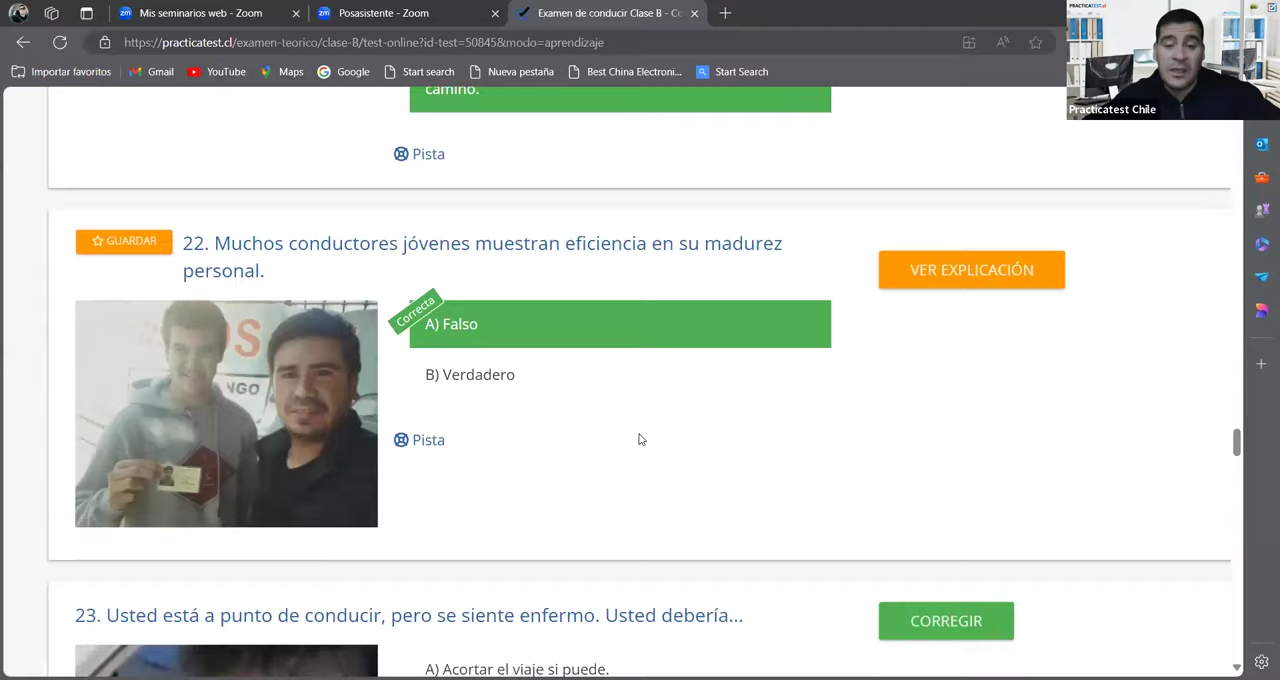 Mis seminarios web - Zoom
Posasistente - Zoom
Examen de conducir Clase B - Co
https://practicatest.cl/examen-teorico/clase-B/test-online?id-test=50845&modo=aprendizaje
Importar favoritos
Gmail
YouTube
Maps
Google
Start search
Nueva pestaña
Best China Electroni...
Start Search
PRACTICATEST.cl
Practicatest Chile
camino.
Pista
GUARDAR
22. Muchos conductores jóvenes muestran eficiencia en su madurez
personal.
VER EXPLICACIÓN
Correcta
A) Falso
B) Verdadero
Pista
23. Usted está a punto de conducir, pero se siente enfermo. Usted debería...
CORREGIR
A) Acortar el viaje si puede.